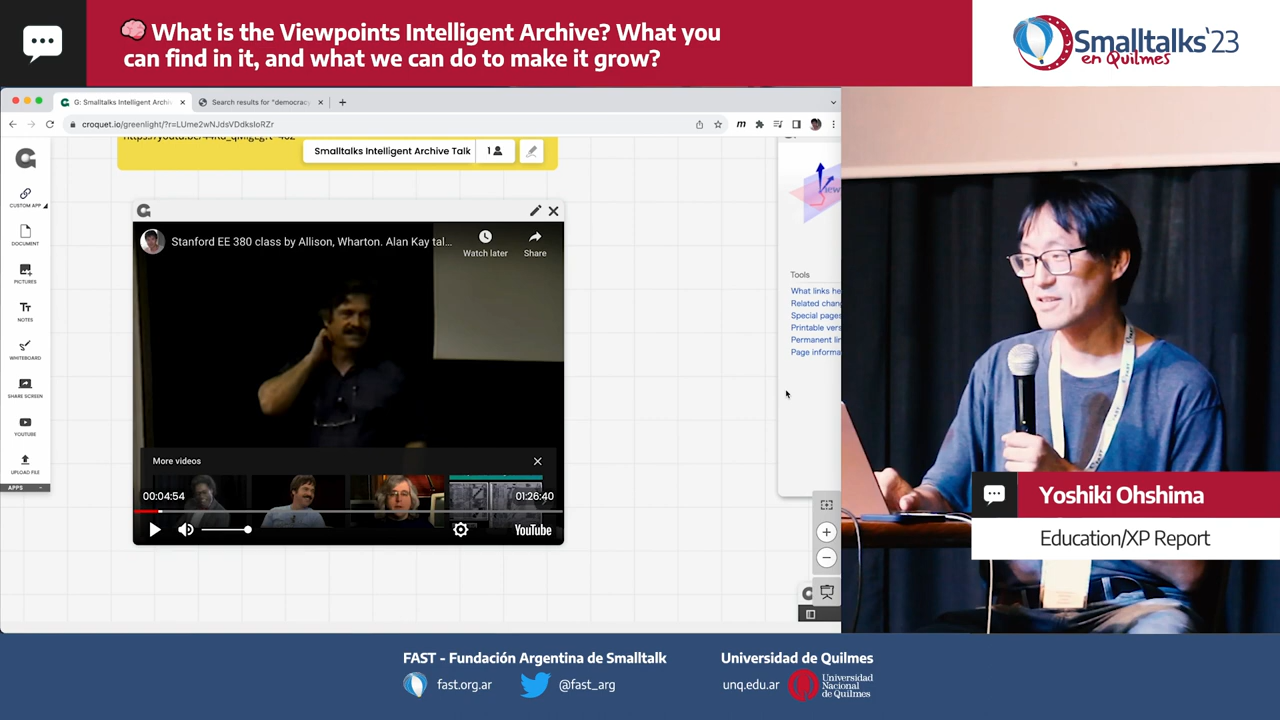 🧠What is the Viewpoints Intelligent Archive? What you
can find in it, and what we can do to make it grow?
Smalltalks'23
en Quilmes
G: Smalltalks Intelligent Archi
Search results for "democrac
croquet.io/greenlight/?r=LUme2wNJdsVDdksIoRZr
Smalltalks Intelligent Archive Talk
1
CUSTOM APP
DOCUMENT
PICTURES
NOTES
WHITEBOARD
SHARE SCREEN
YOUTUBE
UPLOAD FILE
APPS
Stanford EE 380 class by Allison, Wharton. Alan Kay tal...
Watch later
Share
More videos
00:04:54
01:26:40
YouTube
Tools
What links he
Related chan
Special pages
Printable vers
Permanent lin
Page informa
Yoshiki Ohshima
Education/XP Report
FAST - Fundación Argentina de Smalltalk
fast.org.ar
@fast_arg
Universidad de Quilmes
unq.edu.ar
Universidad
Nacional
de Quilmes